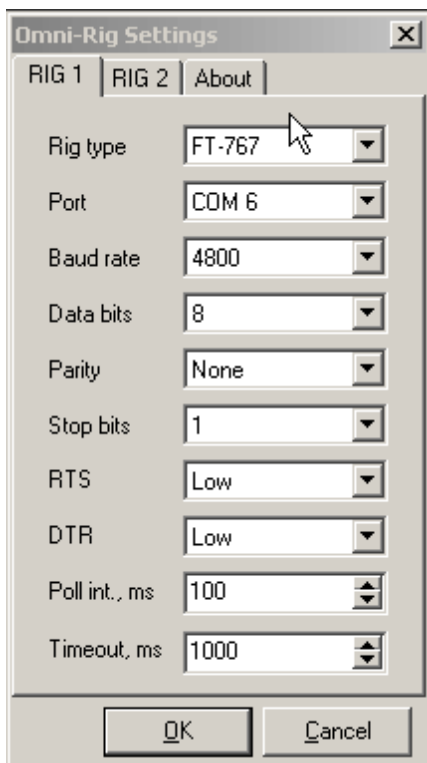 Omni-Rig Settings
RIG 1 RIG 2 About
Rig type FT-767
Port COM 6
Baud rate 4800
Data bits 8
Parity None
Stop bits 1
RTS Low
DTR Low
Poll int., ms 100
Timeout, ms 1000
OK Cancel